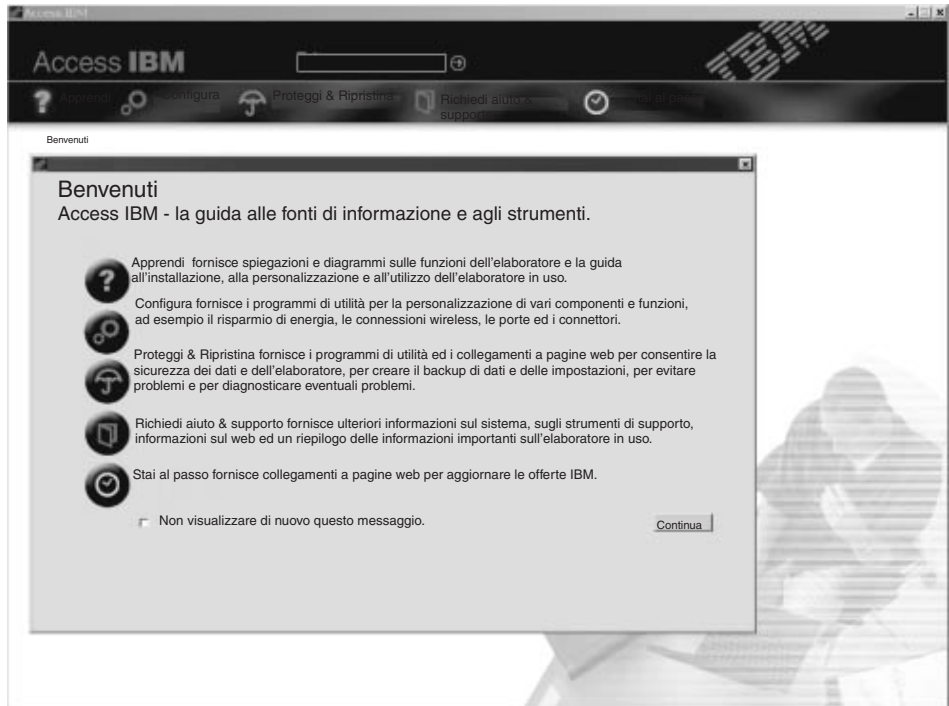 Access IBM
Access IBM
IBM
Apprendi
Configura
Proteggi & Ripristina
Richiedi aiuto &
supporto
Stai al passo
Benvenuti
Benvenuti
Access IBM - la guida alle fonti di informazione e agli strumenti.
Apprendi fornisce spiegazioni e diagrammi sulle funzioni dell'elaboratore e la guida
all'installazione, alla personalizzazione e all'utilizzo dell'elaboratore in uso.
Configura fornisce i programmi di utilità per la personalizzazione di vari componenti e funzioni,
ad esempio il risparmio di energia, le connessioni wireless, le porte ed i connettori.
Proteggi & Ripristina fornisce i programmi di utilità ed i collegamenti a pagine web per consentire la
sicurezza dei dati e dell'elaboratore, per creare il backup di dati e delle impostazioni, per evitare
problemi e per diagnosticare eventuali problemi.
Richiedi aiuto & supporto fornisce ulteriori informazioni sul sistema, sugli strumenti di supporto,
informazioni sul web ed un riepilogo delle informazioni importanti sull'elaboratore in uso.
Stai al passo fornisce collegamenti a pagine web per aggiornare le offerte IBM.
Non visualizzare di nuovo questo messaggio.
Continua